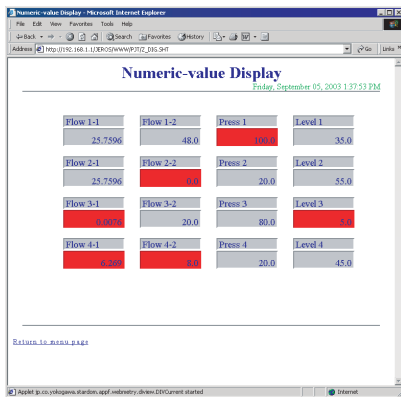 Numeric-value Display - Microsoft Internet Explorer
File Edit View Favorites Tools Help
Back Search Favorites History
Address http://192.168.1.1/JEROS/WWW/PJT/Z_DIG.SHT Go Links
Numeric-value Display
Friday, September 05, 2003 1:37:53 PM
Flow 1-1 Flow 1-2 Press 1 Level 1
25.7596 48.0 100.0 35.0
Flow 2-1 Flow 2-2 Press 2 Level 2
25.7596 0.0 20.0 55.0
Flow 3-1 Flow 3-2 Press 3 Level 3
0.0076 20.0 80.0 5.0
Flow 4-1 Flow 4-2 Press 4 Level 4
6.269 8.0 20.0 45.0
Return to menu page
Applet jp.co.yokogawa.stardom.appf.webmetry.diview.DIVCurrent started Internet